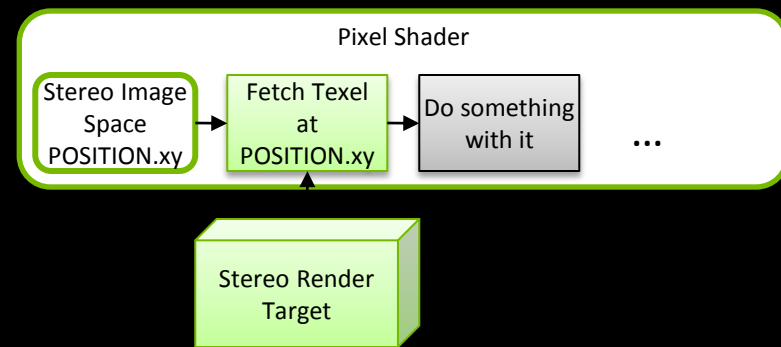 Pixel Shader
Stereo Image
Space
POSITION.xy
Fetch Texel
at
POSITION.xy
Do something
with it
...
Stereo Render
Target